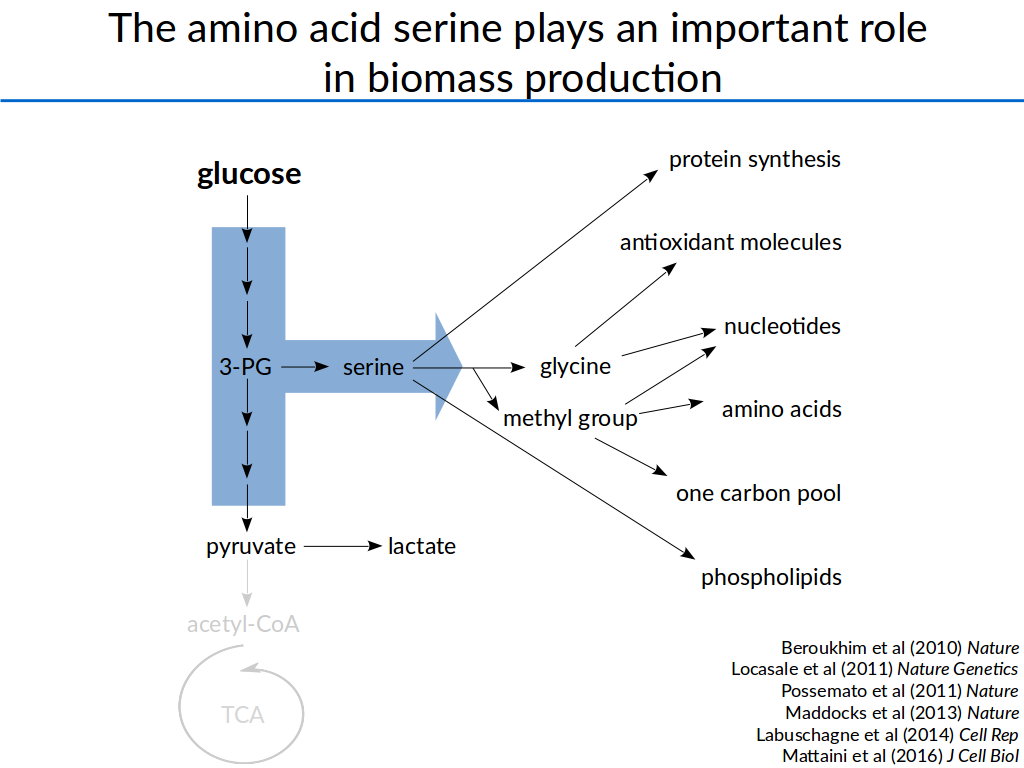 The amino acid serine plays an important role
in biomass production
glucose
protein synthesis
antioxidant molecules
nucleotides
3-PG
serine
glycine
methyl group
amino acids
one carbon pool
pyruvate
lactate
phospholipids
acetyl-CoA
TCA
Beroukhim et al (2010) Nature
Locasale et al (2011) Nature Genetics
Possemato et al (2011) Nature
Maddocks et al (2013) Nature
Labuschagne et al (2014) Cell Rep
Mattaini et al (2016) J Cell Biol